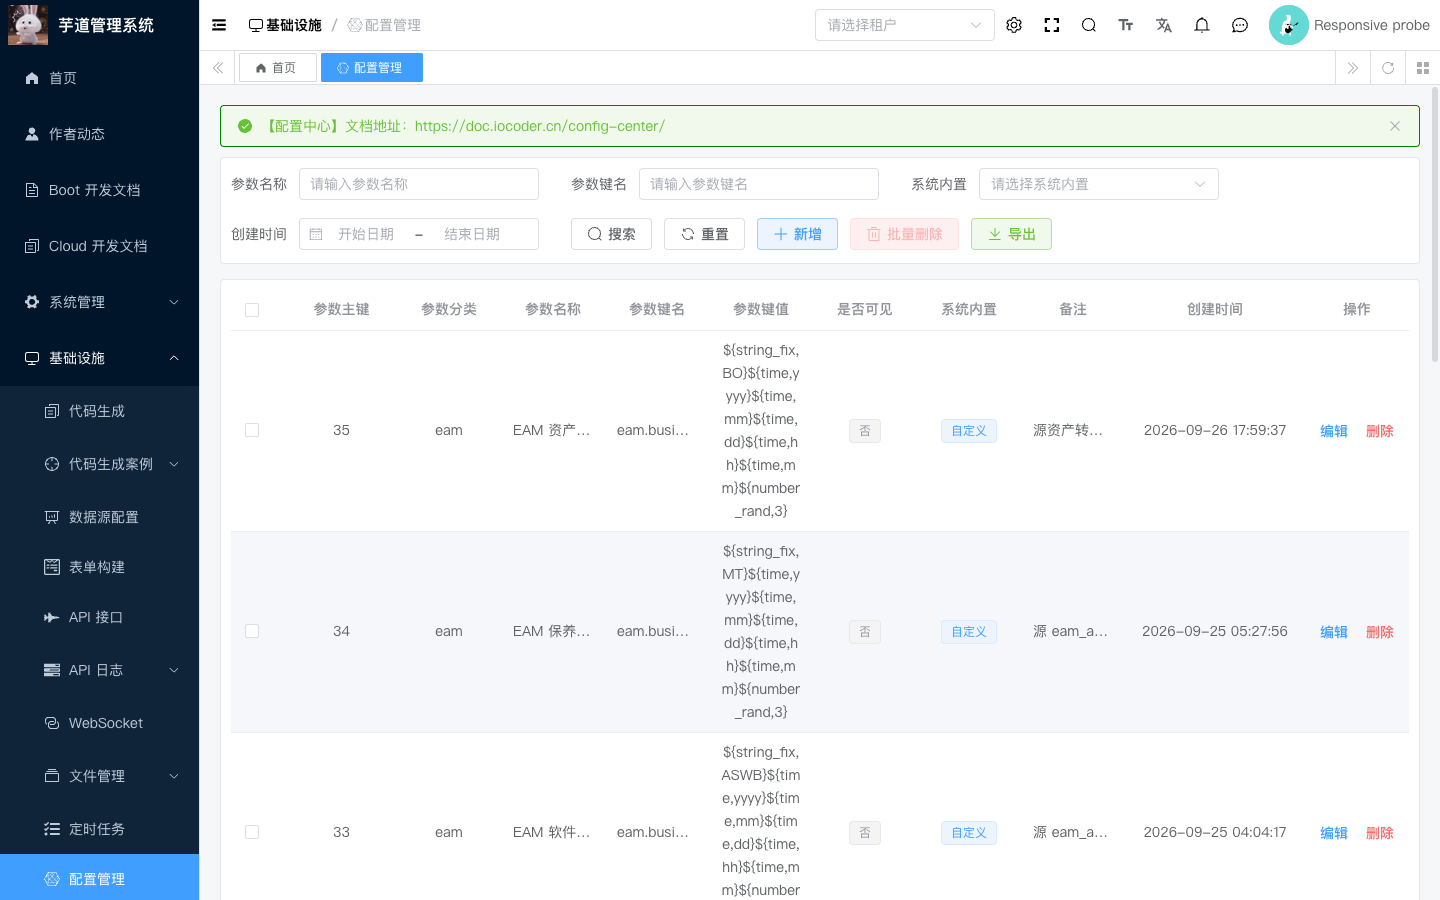 芋道管理系统
首页
作者动态
Boot 开发文档
Cloud 开发文档
系统管理
基础设施
代码生成
代码生成案例
数据源配置
表单构建
API 接口
API 日志
WebSocket
文件管理
定时任务
配置管理
基础设施 / 配置管理
请选择租户
Responsive probe
首页
配置管理
【配置中心】文档地址：https://doc.iocoder.cn/config-center/
参数名称 请输入参数名称 参数键名 请输入参数键名 系统内置 请选择系统内置
创建时间 开始日期 - 结束日期 搜索 重置 新增 批量删除 导出
参数主键 参数分类 参数名称 参数键名 参数键值 是否可见 系统内置 备注 创建时间 操作
${string_fix,
BO}${time,y
yyy}${time,
mm}${time,
35 eam EAM 资产... eam.busi... dd}${time,h 否 自定义 源资产转... 2026-09-26 17:59:37 编辑 删除
h}${time,m
m}${number
_rand,3}
${string_fix,
MT}${time,y
yyy}${time,
mm}${time,
34 eam EAM 保养... eam.busi... dd}${time,h 否 自定义 源 eam_a... 2026-09-25 05:27:56 编辑 删除
h}${time,m
m}${number
_rand,3}
${string_fix,
ASWB}${tim
e,yyyy}${tim
e,mm}${tim
33 eam EAM 软件... eam.busi... e,dd}${time, 否 自定义 源 eam_a... 2026-09-25 04:04:17 编辑 删除
hh}${time,m
m}${number